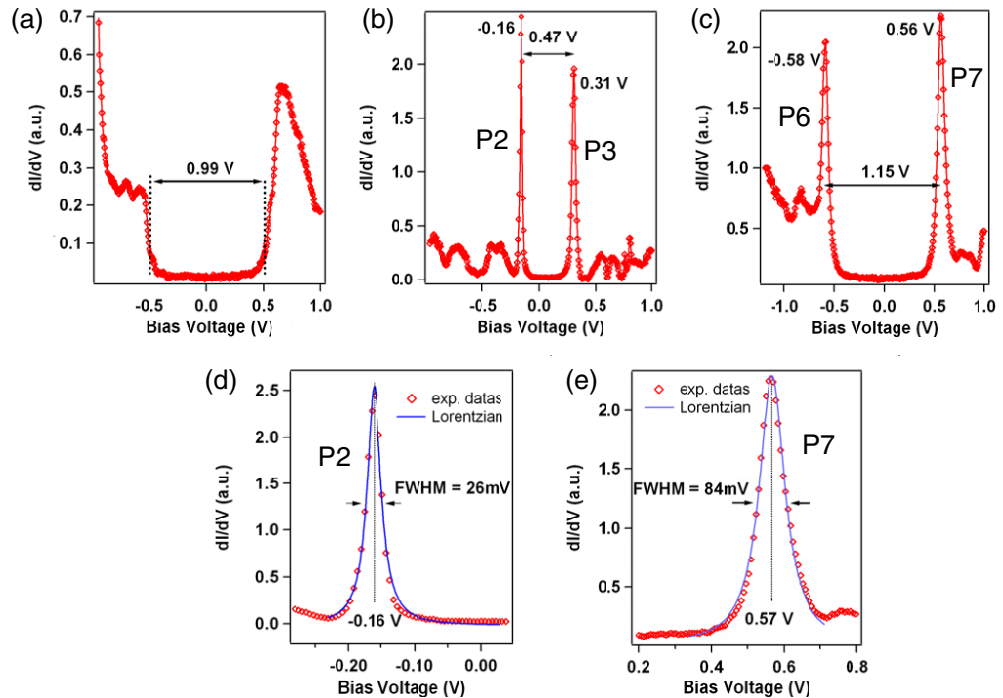 (a)
0.7
0.6
0.5
0.4
0.3
0.2
0.1
dI/dV (a.u.)
0.99 V
-0.5
0.0
0.5
1.0
Bias Voltage (V)
(b)
2.0
1.5
1.0
0.5
0.0
dI/dV (a.u.)
-0.16
0.47 V
0.31 V
P2
P3
-0.5
0.0
0.5
1.0
Bias Voltage (V)
(c)
2.0
1.5
1.0
0.5
dI/dV (a.u.)
-0.58
0.56 V
P6
P7
1.15 V
-1.0
-0.5
0.0
0.5
1.0
Bias Voltage (V)
(d)
2.5
2.0
1.5
1.0
0.5
0.0
dI/dV (a.u.)
exp. datas
Lorentzian
P2
FWHM = 26mV
-0.16 V
-0.20
-0.10
0.00
Bias Voltage (V)
(e)
2.0
1.5
1.0
0.5
dI/dV (a.u.)
exp. datas
Lorentzian
P7
FWHM = 84mV
0.57 V
0.2
0.4
0.6
0.8
Bias Voltage (V)